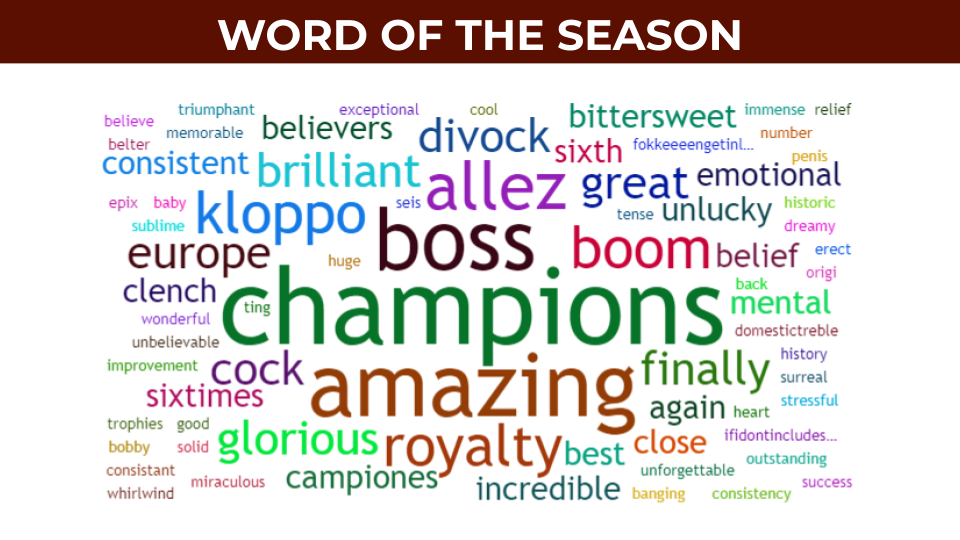 WORD OF THE SEASON
triumphant exceptional cool bittersweet immense relief
believe memorable believers divock number
belter sixth fokkeeeengetinl...
consistent brilliant allez great emotional penis
epix baby kloppo seis tense unlucky historic
sublime boss boom dreamy
europe huge belief erect
origi
clench champions back
ting mental
wonderful domestictreble
unbelievable
improvement cock amazing finally history
surreal
sixtimes again heart stressful
trophies good glorious royalty close ifidontincludes...
bobby solid best outstanding
consistant campiones unforgettable
whirlwind miraculous incredible banging consistency success